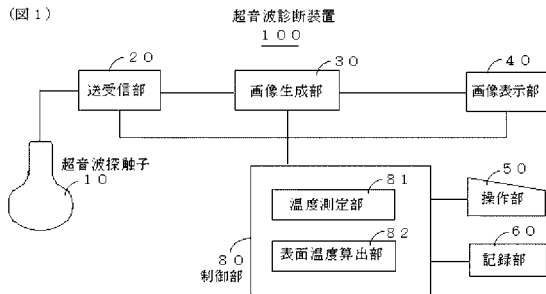 (図1)
超音波診断装置
100
20
送受信部
30
画像生成部
40
画像表示部
超音波探触子
10
81
温度測定部
82
表面温度算出部
80
制御部
50
操作部
60
記録部